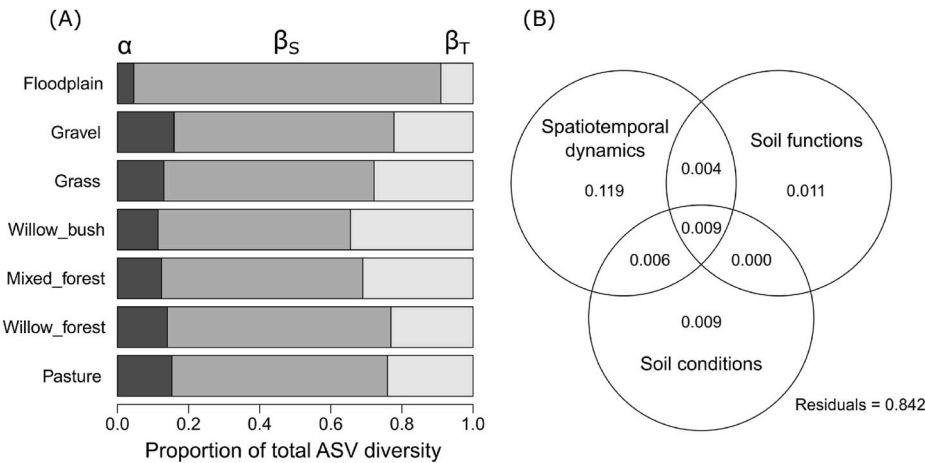 (A)
α βS βT
Floodplain
Gravel
Grass
Willow_bush
Mixed_forest
Willow_forest
Pasture
0.0 0.2 0.4 0.6 0.8 1.0
Proportion of total ASV diversity
(B)
Spatiotemporal
dynamics
0.119
0.004
Soil functions
0.011
0.009
0.006
0.000
0.009
Soil conditions
Residuals = 0.842